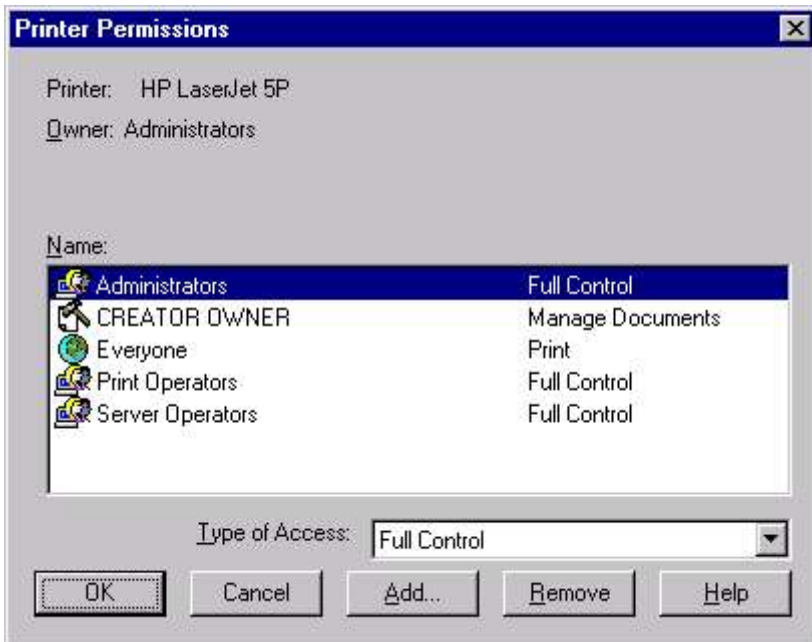 Printer Permissions
Printer: HP LaserJet 5P
Owner: Administrators
Name:
Administrators Full Control
CREATOR OWNER Manage Documents
Everyone Print
Print Operators Full Control
Server Operators Full Control
Type of Access: Full Control
OK Cancel Add... Remove Help